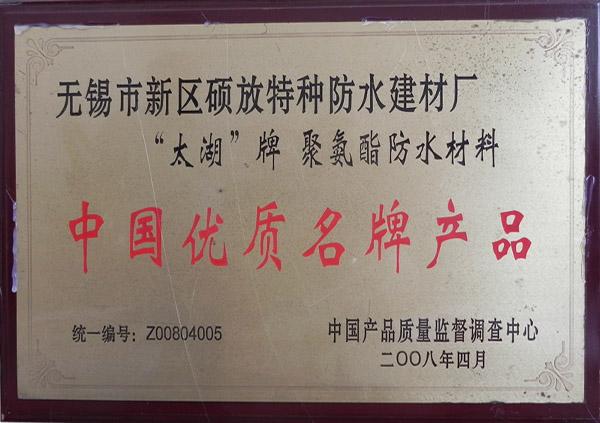 无锡市新区硕放特种防水建材厂
“太湖”牌 聚氨酯防水材料
中国优质名牌产品
统一编号：Z00804005
中国产品质量监督调查中心
二〇〇八年四月